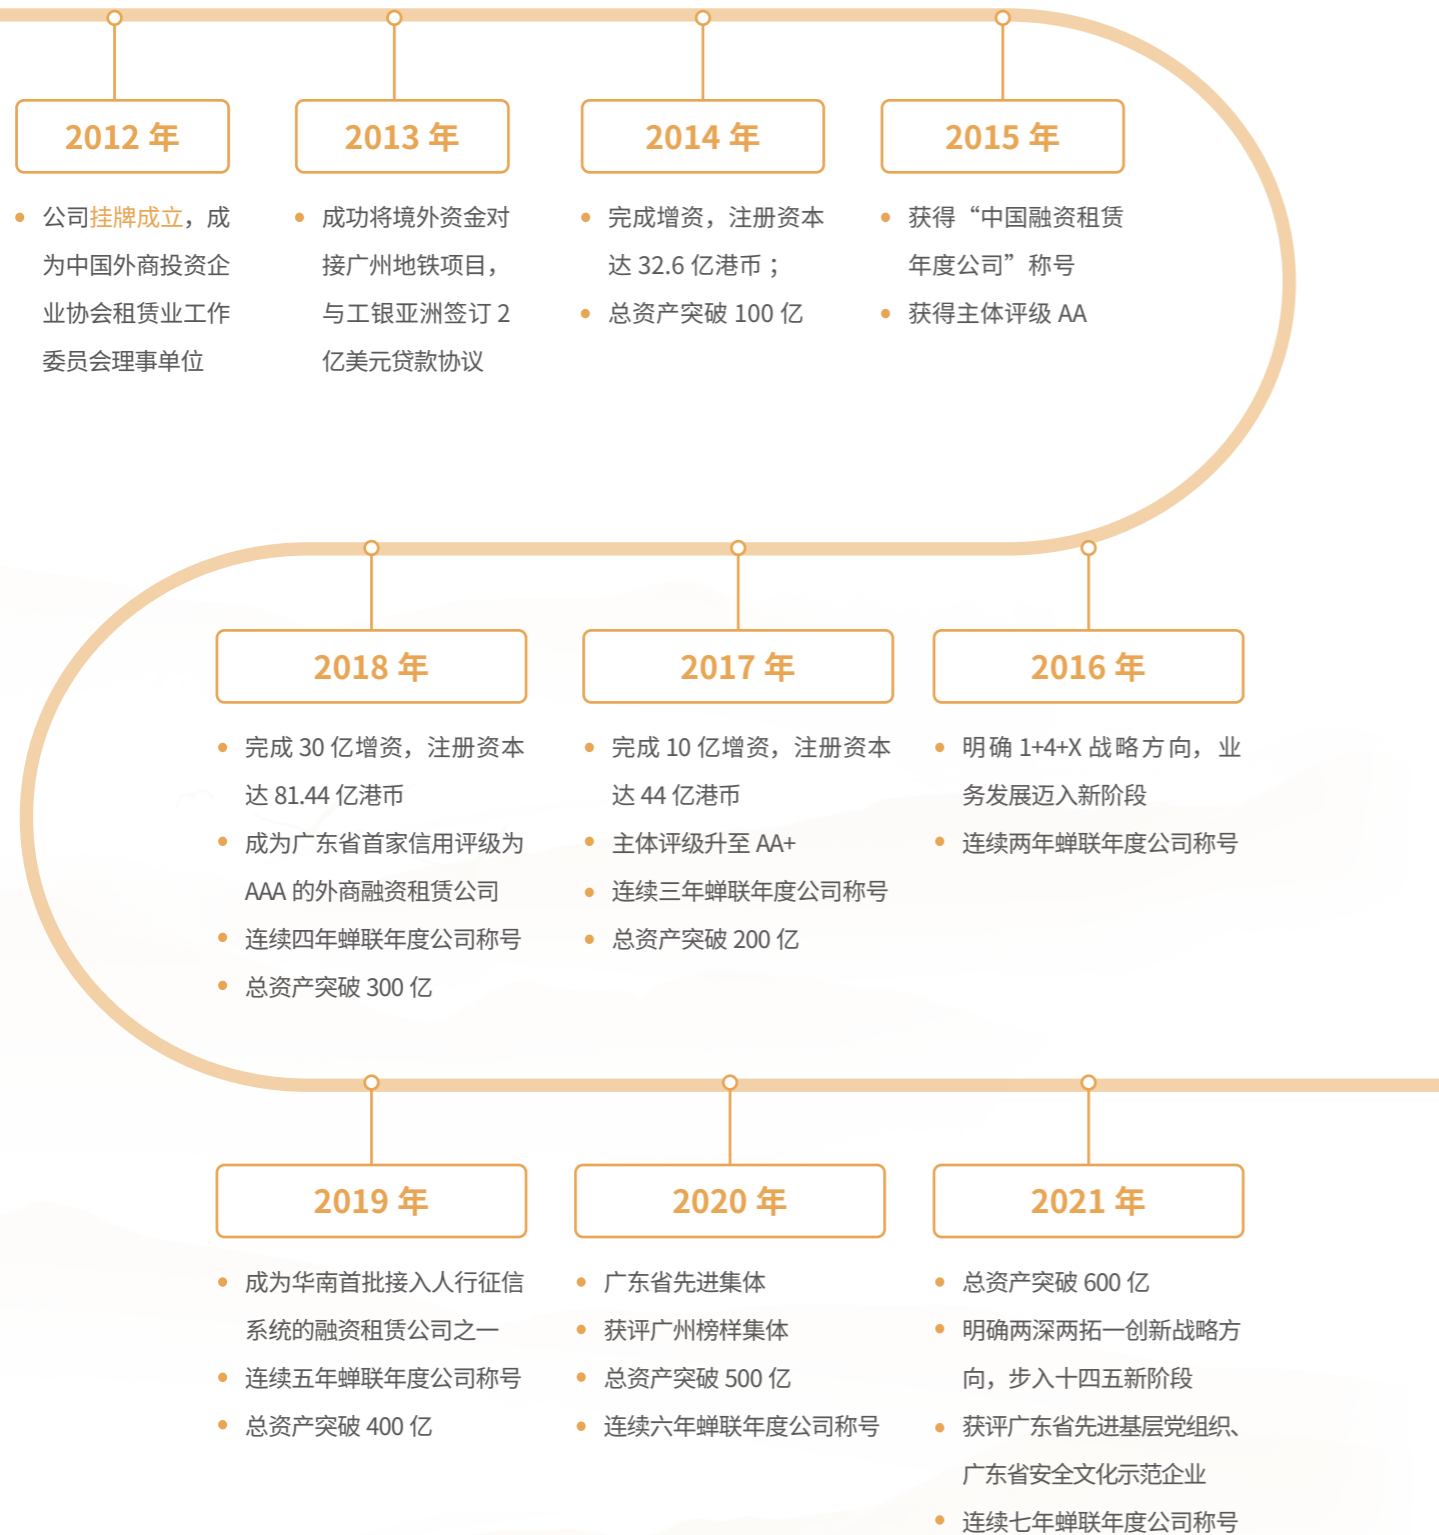 2012 年
公司挂牌成立，成
为中国外商投资企
业协会租赁业工作
委员会理事单位
2013 年
成功将境外资金对
接广州地铁项目，
与工银亚洲签订 2
亿美元贷款协议
2014 年
完成增资，注册资本
达 32.6 亿港币；
总资产突破 100 亿
2015 年
获得“中国融资租赁
年度公司”称号
获得主体评级 AA
2016 年
明确 1+4+X 战略方向，业
务发展迈入新阶段
连续两年蝉联年度公司称号
2017 年
完成 10 亿增资，注册资本
达 44 亿港币
主体评级升至 AA+
连续三年蝉联年度公司称号
总资产突破 200 亿
2018 年
完成 30 亿增资，注册资本
达 81.44 亿港币
成为广东省首家信用评级为
AAA 的外商融资租赁公司
连续四年蝉联年度公司称号
总资产突破 300 亿
2019 年
成为华南首批接入人行征信
系统的融资租赁公司之一
连续五年蝉联年度公司称号
总资产突破 400 亿
2020 年
广东省先进集体
获评广州榜样集体
总资产突破 500 亿
连续六年蝉联年度公司称号
2021 年
总资产突破 600 亿
明确两深两拓一创新战略方
向，步入十四五新阶段
获评广东省先进基层党组织、
广东省安全文化示范企业
连续七年蝉联年度公司称号